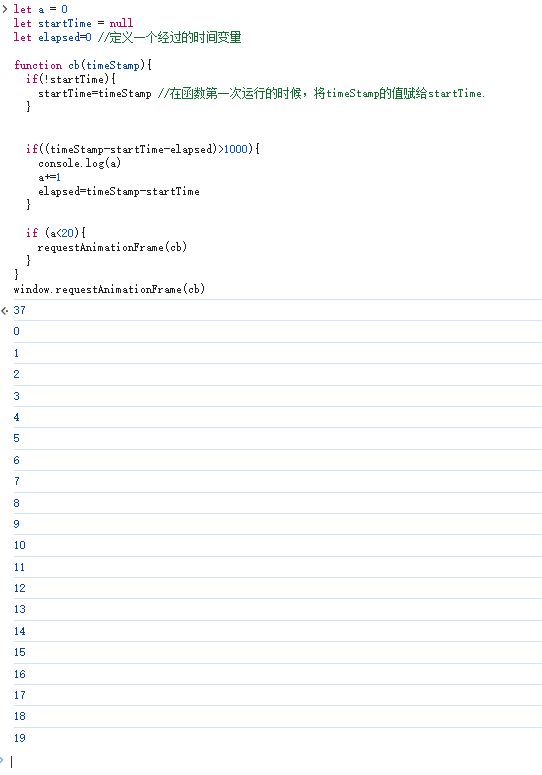 let a = 0
let startTime = null
let elapsed=0 //定义一个经过的时间变量
function cb(timeStamp){
if(!startTime){
startTime=timeStamp //在函数第一次运行的时候，将timeStamp的值赋给startTime.
}
if((timeStamp-startTime-elapsed)>1000){
console.log(a)
a+=1
elapsed=timeStamp-startTime
}
if (a<20){
requestAnimationFrame(cb)
}
}
window.requestAnimationFrame(cb)
37
0
1
2
3
4
5
6
7
8
9
10
11
12
13
14
15
16
17
18
19